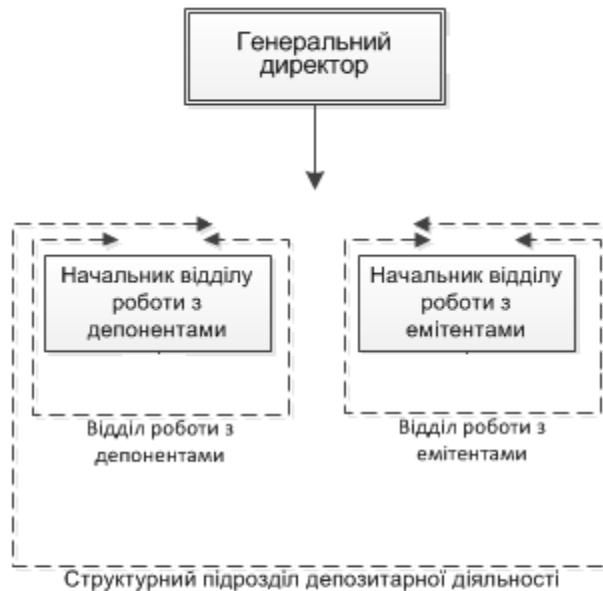 Генеральний
директор
Начальник відділу
роботи з
депонентами
Начальник відділу
роботи з
емітентами
Відділ роботи з
депонентами
Відділ роботи з
емітентами
Структурний підрозділ депозитарної діяльності